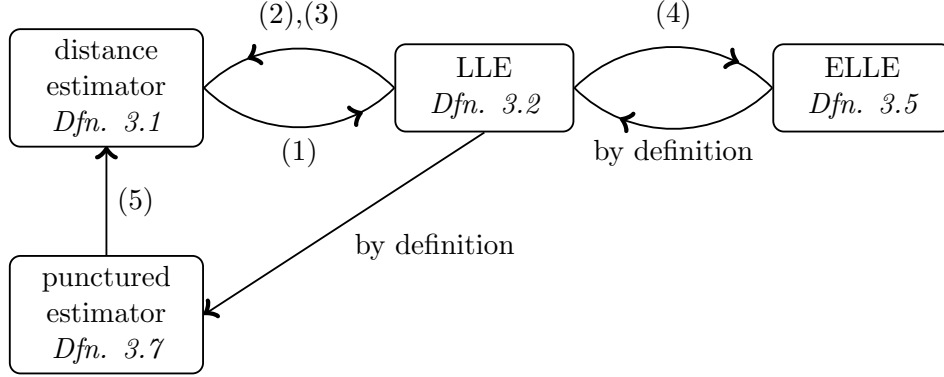 (2),(3)
(4)
distance
estimator
Dfn. 3.1
LLE
Dfn. 3.2
ELLE
Dfn. 3.5
(1)
by definition
(5)
by definition
punctured
estimator
Dfn. 3.7